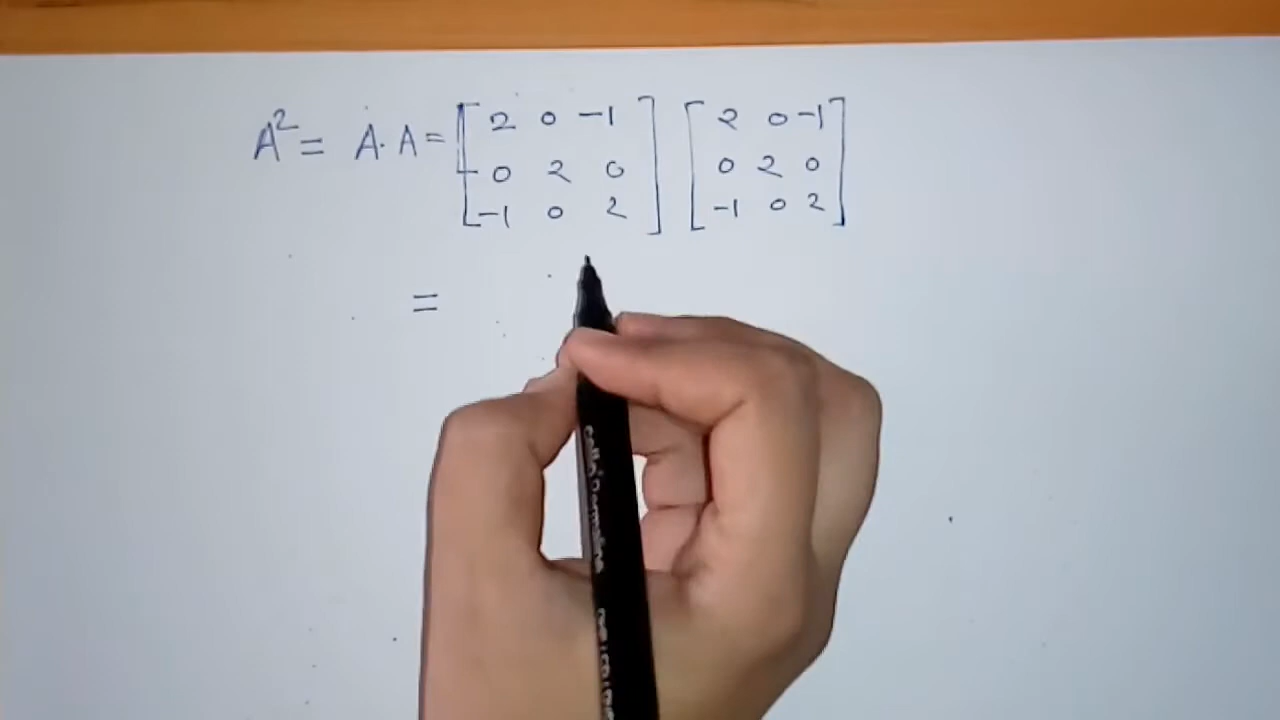 A² = A · A = [ 2 0 -1 ] [ 2 0 -1 ]
0 2 0 0 2 0
-1 0 2 -1 0 2
=
cello